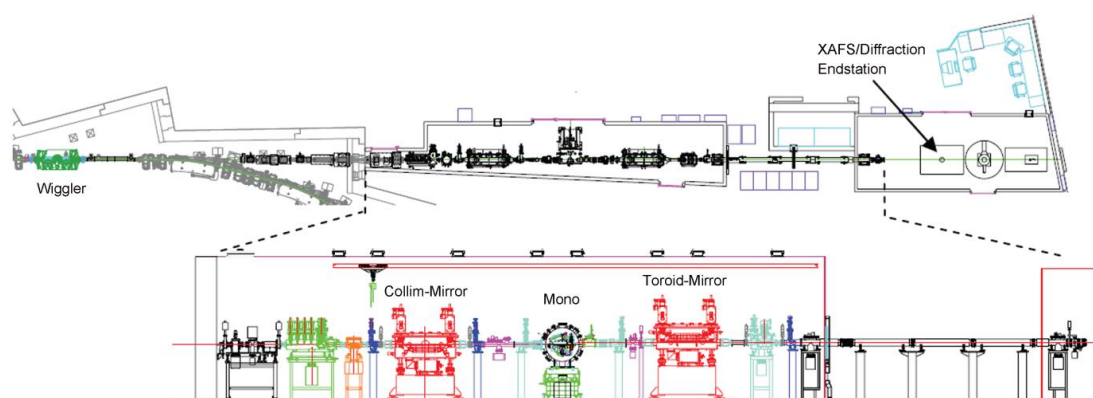 XAFS/Diffraction
Endstation
Wiggler
Collim-Mirror
Mono
Toroid-Mirror